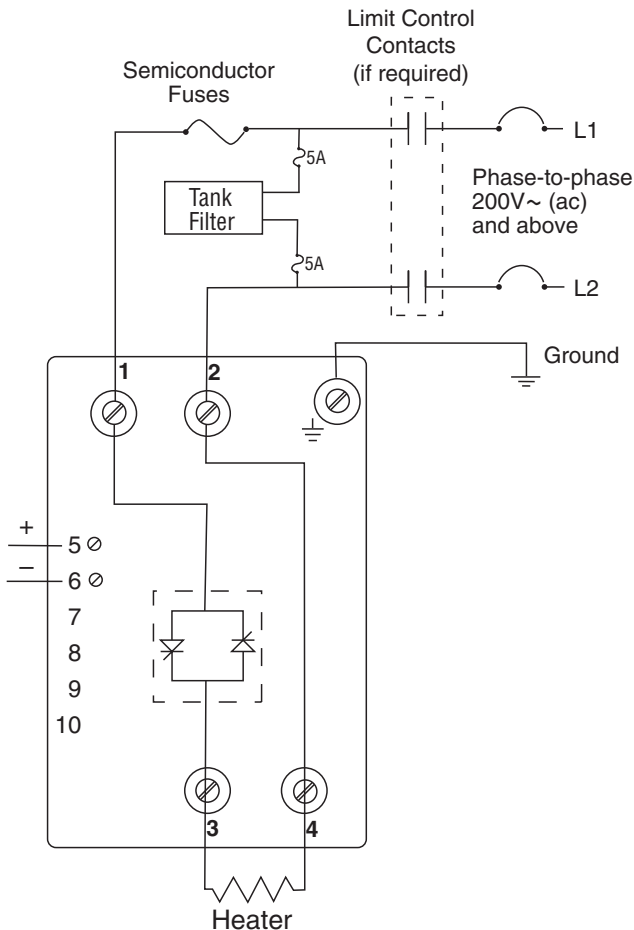 Limit Control
Contacts
(if required)
Semiconductor
Fuses
L1
5A
Phase-to-phase
200V~ (ac)
and above
Tank
Filter
5A
L2
Ground
1
2
+
5
–
6
7
8
9
10
3
4
Heater